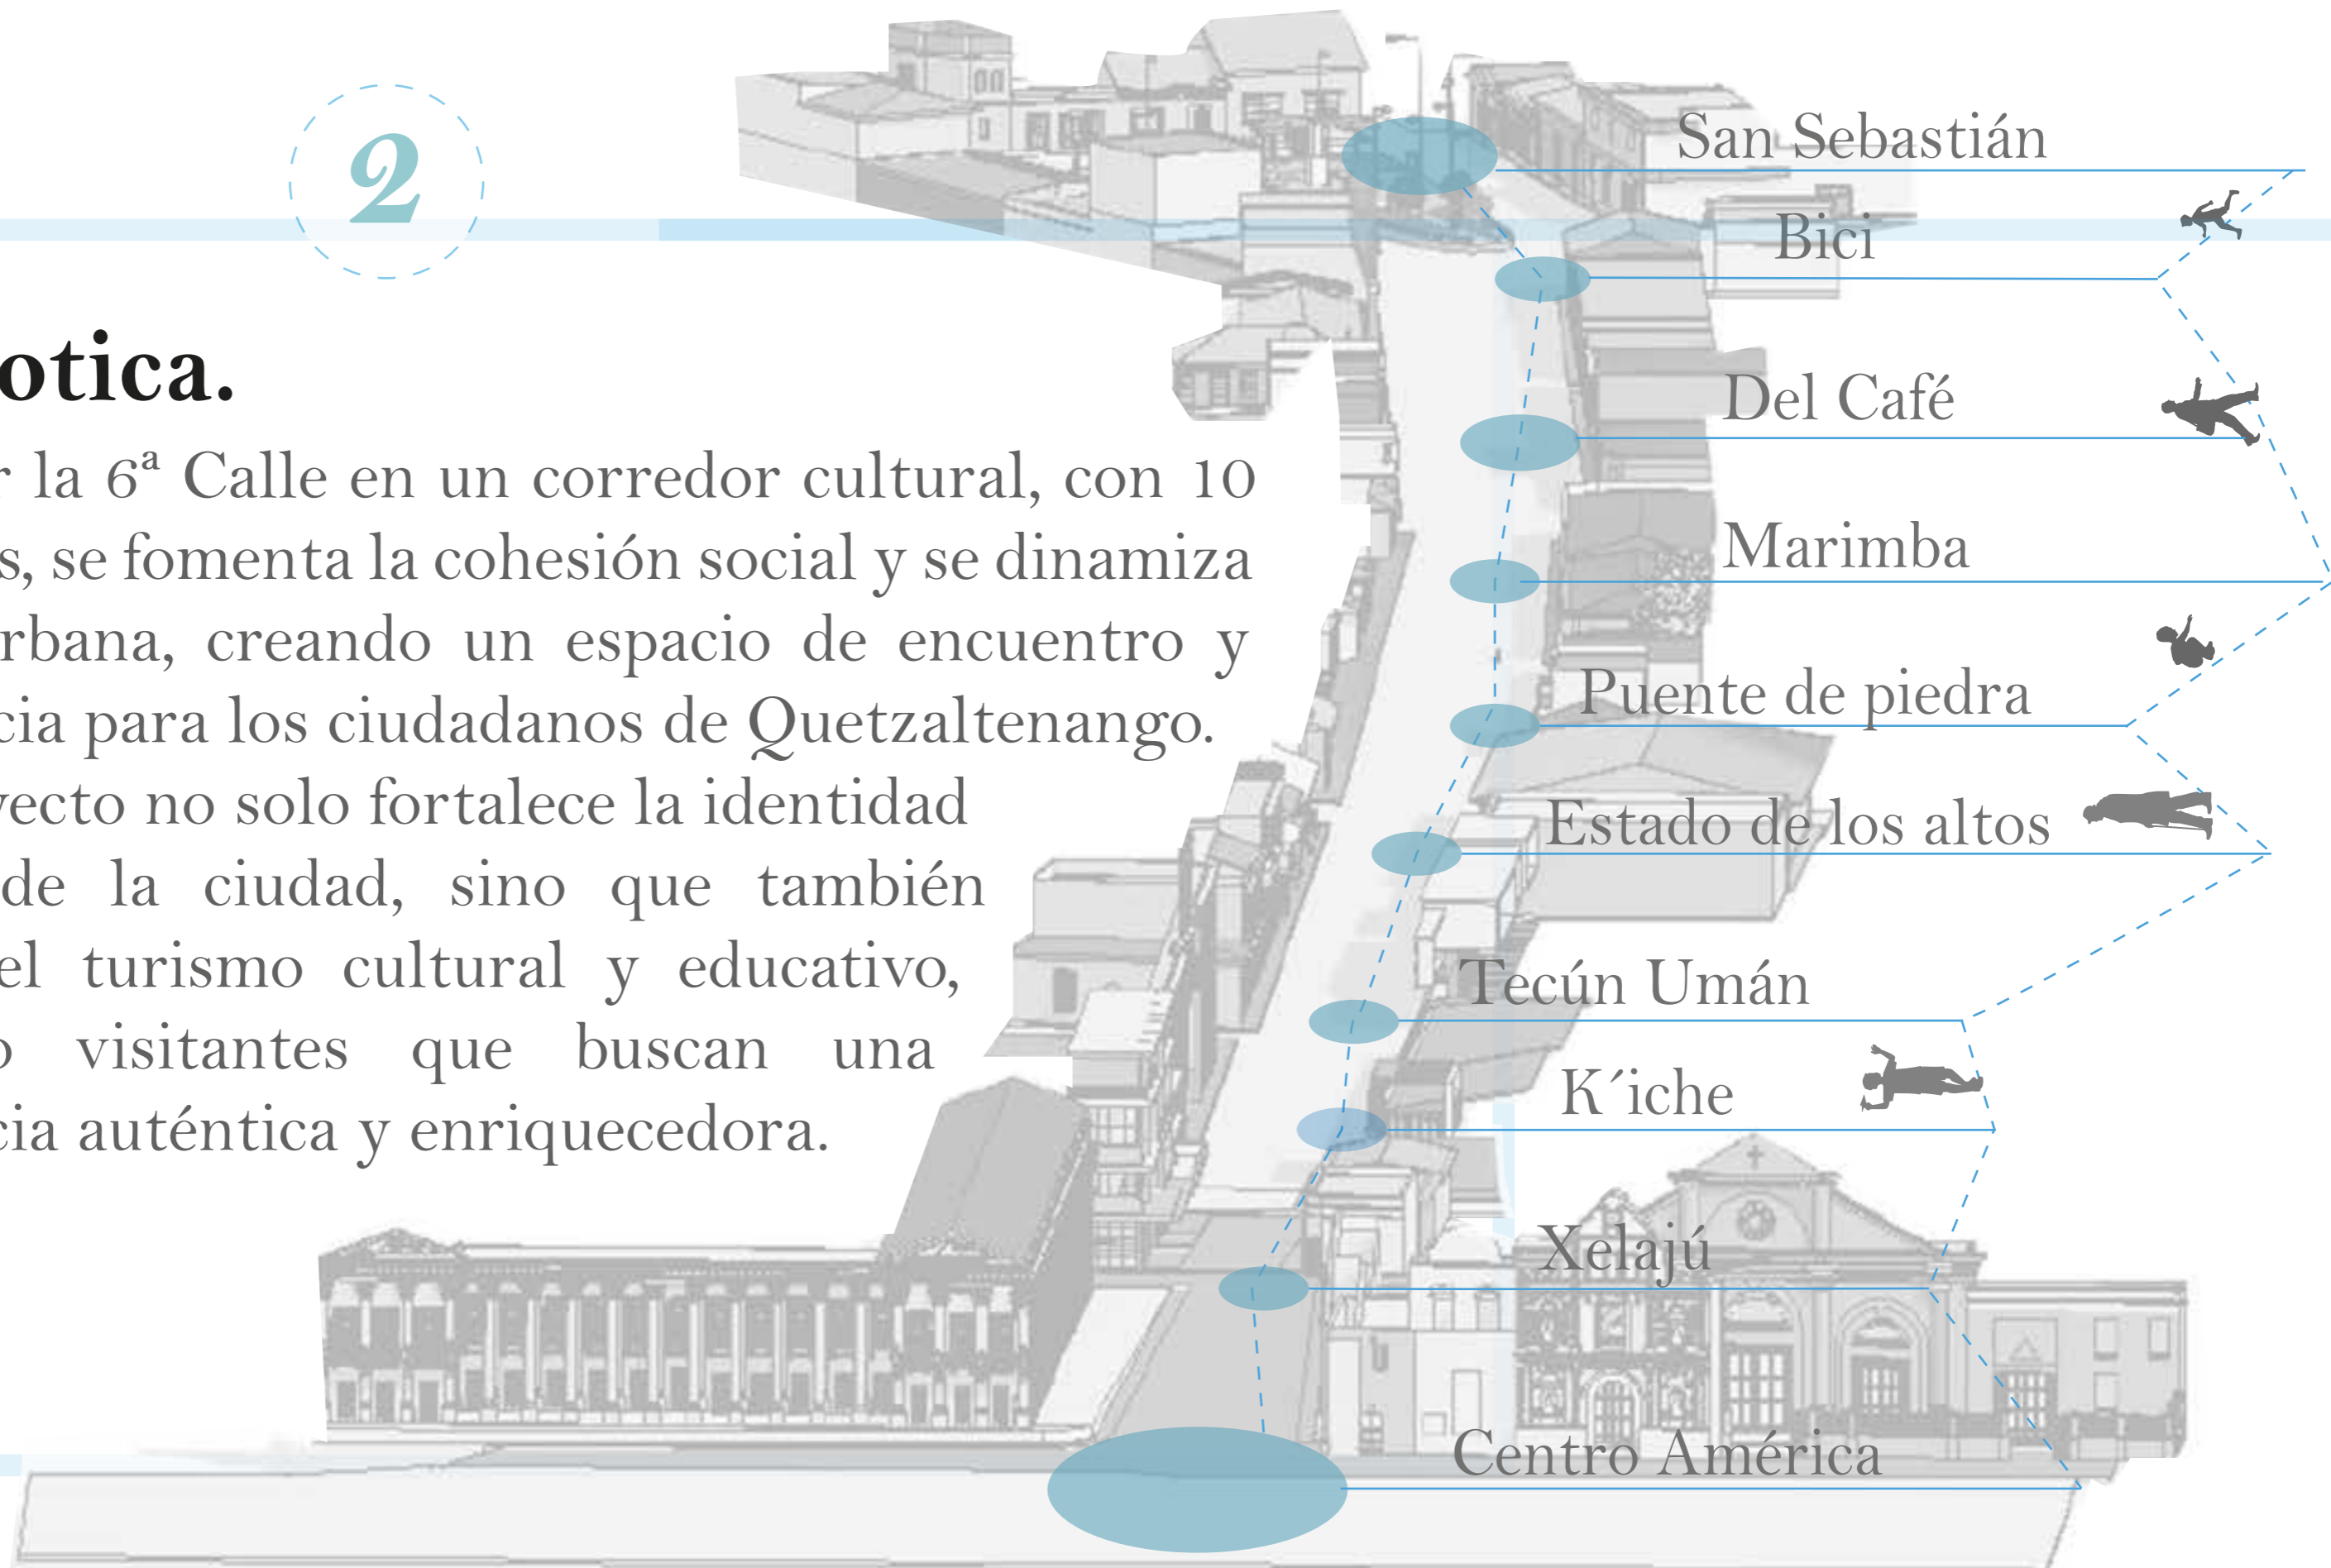 2
otica.
r la 6ª Calle en un corredor cultural, con 10
s, se fomenta la cohesión social y se dinamiza
rbana, creando un espacio de encuentro y
cia para los ciudadanos de Quetzaltenango.
yecto no solo fortalece la identidad
de la ciudad, sino que también
el turismo cultural y educativo,
o visitantes que buscan una
cia auténtica y enriquecedora.
San Sebastián
Bici
Del Café
Marimba
Puente de piedra
Estado de los altos
Tecún Umán
K´iche
Xelajú
Centro América